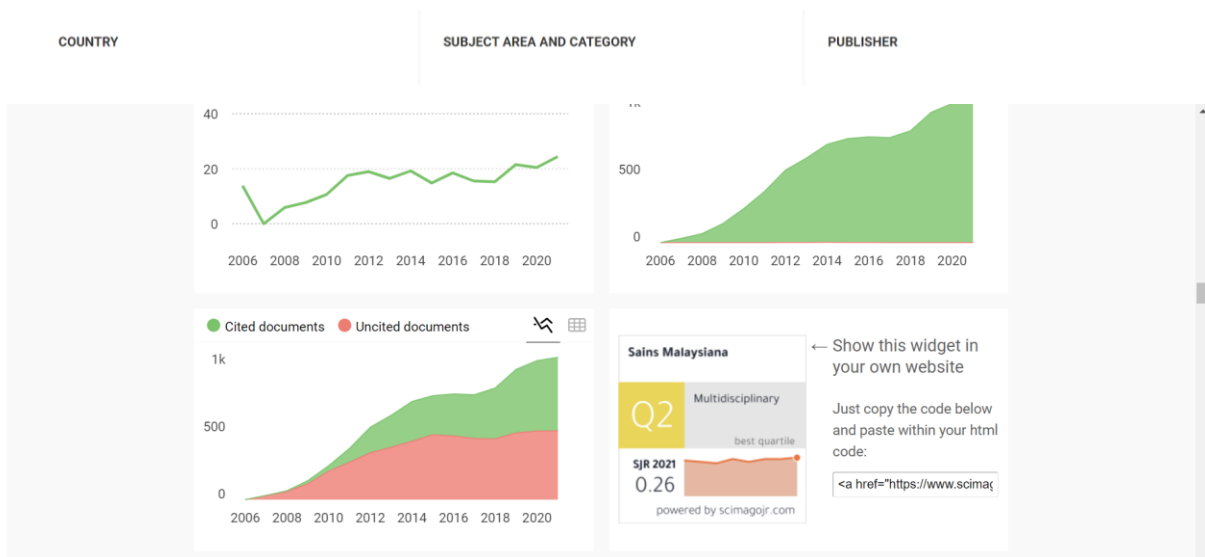 COUNTRY SUBJECT AREA AND CATEGORY PUBLISHER
40
20
0
2006 2008 2010 2012 2014 2016 2018 2020
1k
500
0
2006 2008 2010 2012 2014 2016 2018 2020
Cited documents Uncited documents
1k
500
0
2006 2008 2010 2012 2014 2016 2018 2020
Sains Malaysiana
Q2
Multidisciplinary
best quartile
SJR 2021
0.26
powered by scimagojr.com
← Show this widget in
your own website
Just copy the code below
and paste within your html
code:
<a href="https://www.scimag